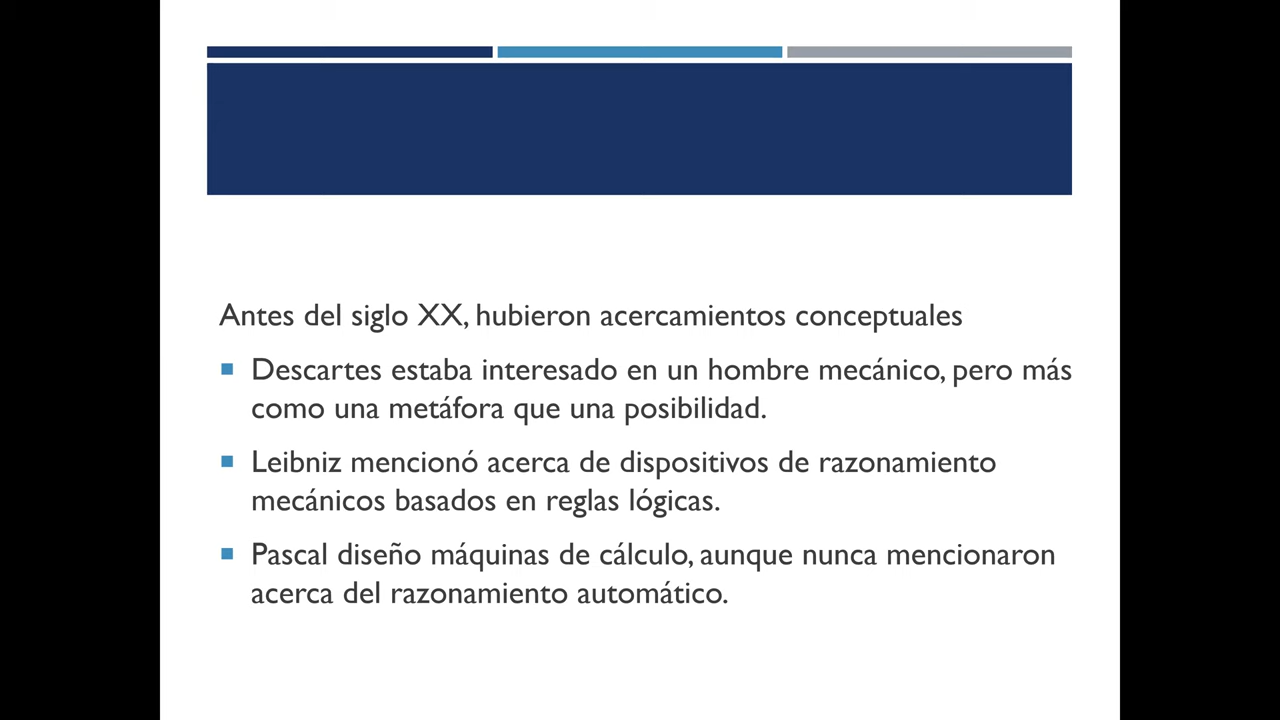 Antes del siglo XX, hubieron acercamientos conceptuales
Descartes estaba interesado en un hombre mecánico, pero más
como una metáfora que una posibilidad.
Leibniz mencionó acerca de dispositivos de razonamiento
mecánicos basados en reglas lógicas.
Pascal diseño máquinas de cálculo, aunque nunca mencionaron
acerca del razonamiento automático.